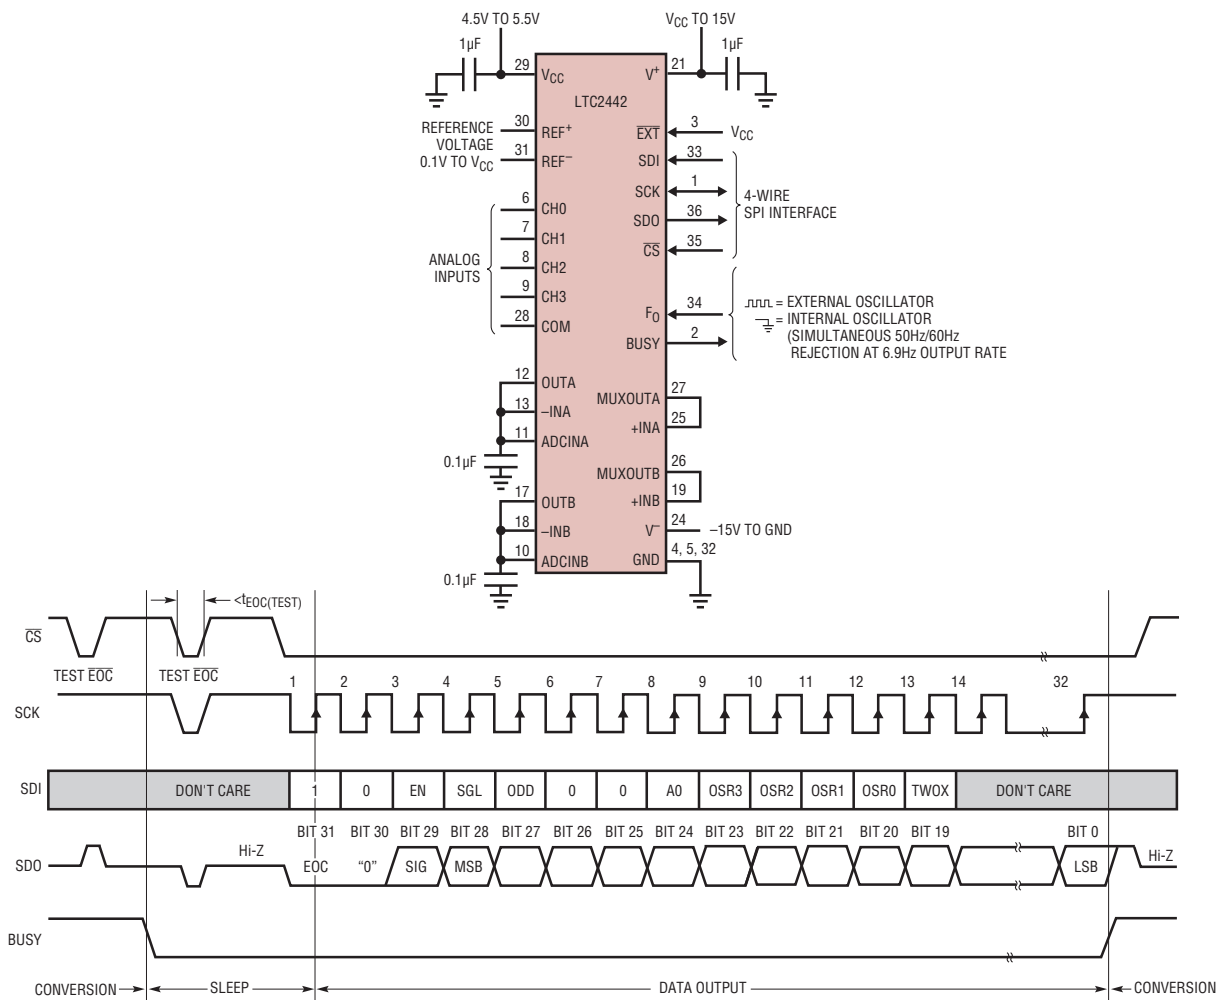 4.5V TO 5.5V
VCC TO 15V
1µF
1µF
29
VCC
V+
21
LTC2442
REFERENCE
VOLTAGE
0.1V TO VCC
30
REF+
31
REF–
EXT
3
VCC
SDI
33
SCK
1
SDO
36
CS
35
4-WIRE
SPI INTERFACE
ANALOG
INPUTS
6
CH0
7
CH1
8
CH2
9
CH3
28
COM
FO
34
BUSY
2
= EXTERNAL OSCILLATOR
= INTERNAL OSCILLATOR
(SIMULTANEOUS 50Hz/60Hz
REJECTION AT 6.9Hz OUTPUT RATE
12
OUTA
13
–INA
11
ADCINA
0.1µF
MUXOUTA
27
+INA
25
MUXOUTB
26
+INB
19
17
OUTB
18
–INB
10
ADCINB
0.1µF
V–
24
–15V TO GND
GND
4, 5, 32
<tEOC(TEST)
CS
TEST EOC
TEST EOC
SCK
1 2 3 4 5 6 7 8 9 10 11 12 13 14 32
SDI
DON'T CARE 1 0 EN SGL ODD 0 0 A0 OSR3 OSR2 OSR1 OSR0 TWOX DON'T CARE
BIT 31 BIT 30 BIT 29 BIT 28 BIT 27 BIT 26 BIT 25 BIT 24 BIT 23 BIT 22 BIT 21 BIT 20 BIT 19 BIT 0
SDO
Hi-Z EOC "0" SIG MSB LSB Hi-Z
BUSY
CONVERSION SLEEP DATA OUTPUT CONVERSION